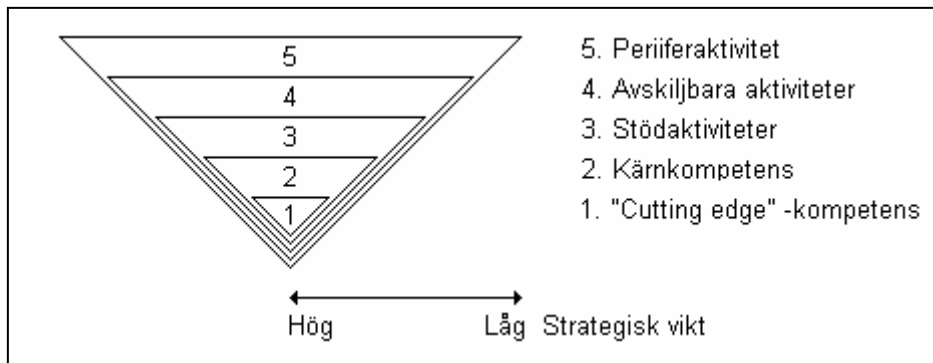 5
4
3
2
1
5. Periiferaktivitet
4. Avskiljbara aktiviteter
3. Stödaktiviteter
2. Kärnkompetens
1. "Cutting edge" -kompetens
Hög Låg Strategisk vikt